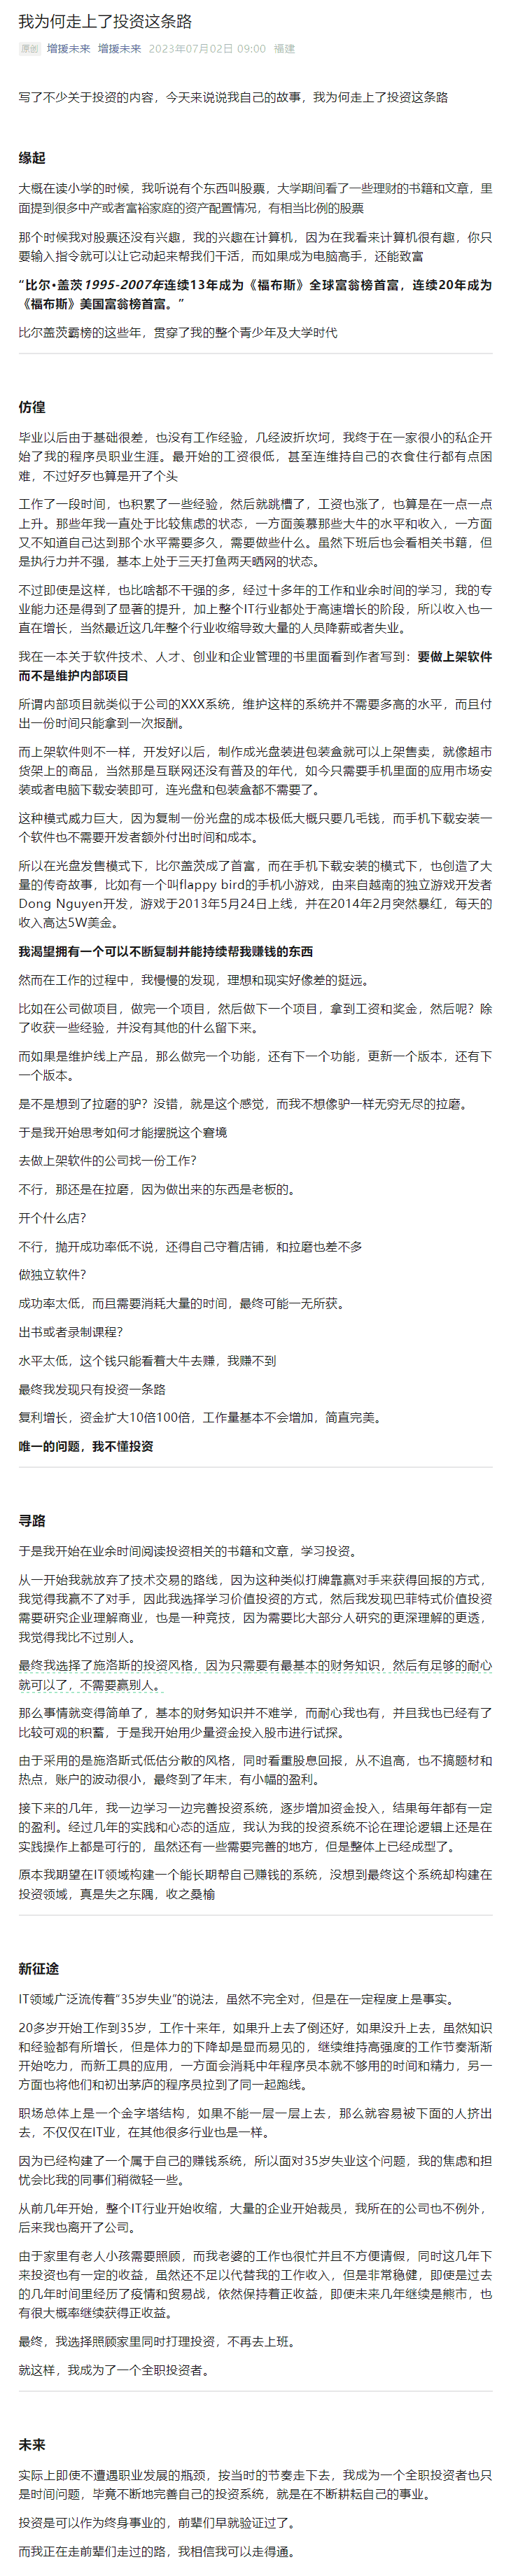 我为何走上了投资这条路
原创 增援未来 增援未来 2023年07月02日 09:00 福建
写了不少关于投资的内容，今天来说说我自己的故事，我为何走上了投资这条路
缘起
大概在读小学的时候，我听说有个东西叫股票，大学期间看了一些理财的书籍和文章，里
面提到很多中产或者富裕家庭的资产配置情况，有相当比例的股票
那个时候我对股票还没有兴趣，我的兴趣在计算机，因为在我看来计算机很有趣，你只
要输入指令就可以让它动起来帮我们干活，而如果成为电脑高手，还能致富
“比尔•盖茨1995-2007年连续13年成为《福布斯》全球富翁榜首富，连续20年成为
《福布斯》美国富翁榜首富。”
比尔盖茨霸榜的这些年，贯穿了我的整个青少年及大学时代
仿徨
毕业以后由于基础很差，也没有工作经验，几经波折坎坷，我终于在一家很小的私企开
始了我的程序员职业生涯。最开始的工资很低，甚至连维持自己的衣食住行都有点困
难，不过好歹也算是开了个头
工作了一段时间，也积累了一些经验，然后就跳槽了，工资也涨了，也算是在一点一点
上升。那些年我一直处于比较焦虑的状态，一方面羡慕那些大牛的水平和收入，一方面
又不知道自己达到那个水平需要多久，需要做些什么。虽然下班后也会看相关书籍，但
是执行力并不强，基本上处于三天打鱼两天晒网的状态。
不过即使是这样，也比啥都不干强的多，经过十多年的工作和业余时间的学习，我的专
业能力还是得到了显著的提升，加上整个IT行业都处于高速增长的阶段，所以收入也一
直在增长，当然最近这几年整个行业收缩导致大量的人员降薪或者失业。
我在一本关于软件技术、人才、创业和企业管理的书里面看到作者写到：要做上架软件
而不是维护内部项目
所谓内部项目就类似于公司的XXX系统，维护这样的系统并不需要多高的水平，而且付
出一份时间只能拿到一次报酬。
而上架软件则不一样，开发好以后，制作成光盘装进包装盒就可以上架售卖，就像超市
货架上的商品，当然那是互联网还没有普及的年代，如今只需要手机里面的应用市场安
装或者电脑下载安装即可，连光盘和包装盒都不需要了。
这种模式威力巨大，因为复制一份光盘的成本极低大概只要几毛钱，而手机下载安装一
个软件也不需要开发者额外付出时间和成本。
所以在光盘发售模式下，比尔盖茨成了首富，而在手机下载安装的模式下，也创造了大
量的传奇故事，比如有一个叫flappy bird的手机小游戏，由来自越南的独立游戏开发者
Dong Nguyen开发，游戏于2013年5月24日上线，并在2014年2月突然暴红，每天的
收入高达5W美金。
我渴望拥有一个可以不断复制并能持续帮我赚钱的东西
然而在工作的过程中，我慢慢的发现，理想和现实好像差的挺远。
比如在公司做项目，做完一个项目，然后做下一个项目，拿到工资和奖金，然后呢？除
了收获一些经验，并没有其他的什么留下来。
而如果是维护线上产品，那么做完一个功能，还有下一个功能，更新一个版本，还有下
一个版本。
是不是想到了拉磨的驴？没错，就是这个感觉，而我不想像驴一样无穷无尽的拉磨。
于是我开始思考如何才能摆脱这个窘境
去做上架软件的公司找一份工作？
不行，那还是在拉磨，因为做出来的东西是老板的。
开个什么店？
不行，抛开成功率低不说，还得自己守着店铺，和拉磨也差不多
做独立软件？
成功率太低，而且需要消耗大量的时间，最终可能一无所获。
出书或者录制课程？
水平太低，这个钱只能看着大牛去赚，我赚不到
最终我发现只有投资一条路
复利增长，资金扩大10倍100倍，工作量基本不会增加，简直完美。
唯一的问题，我不懂投资
寻路
于是我开始在业余时间阅读投资相关的书籍和文章，学习投资。
从一开始我就放弃了技术交易的路线，因为这种类似打牌靠赢对手来获得回报的方式，
我觉得我赢不了对手，因此我选择学习价值投资的方式，然后我发现巴菲特式价值投资
需要研究企业理解商业，也是一种竞技，因为需要比大部分人研究的更深理解的更透，
我觉得我比不过别人。
最终我选择了施洛斯的投资风格，因为只需要有最基本的财务知识，然后有足够的耐心
就可以了，不需要赢别人。
那么事情就变得简单了，基本的财务知识并不难学，而耐心我也有，并且我也已经有了
比较可观的积蓄，于是我开始用少量资金投入股市进行试探。
由于采用的是施洛斯式低估分散的风格，同时看重股息回报，从不追高，也不搞题材和
热点，账户的波动很小，最终到了年末，有小幅的盈利。
接下来的几年，我一边学习一边完善投资系统，逐步增加资金投入，结果每年都有一定
的盈利。经过几年的实践和心态的适应，我认为我的投资系统不论在理论逻辑上还是在
实践操作上都是可行的，虽然还有一些需要完善的地方，但是整体上已经成型了。
原本我期望在IT领域构建一个能长期帮自己赚钱的系统，没想到最终这个系统却构建在
投资领域，真是失之东隅，收之桑榆
新征途
IT领域广泛流传着“35岁失业”的说法，虽然不完全对，但是在一定程度上是事实。
20多岁开始工作到35岁，工作十来年，如果升上去了倒还好，如果没升上去，虽然知识
和经验都有所增长，但是体力的下降却是显而易见的，继续维持高强度的工作节奏渐渐
开始吃力，而新工具的应用，一方面会消耗中年程序员本就不够用的时间和精力，另一
方面也将他们和初出茅庐的程序员拉到了同一起跑线。
职场总体上是一个金字塔结构，如果不能一层一层上去，那么就容易被下面的人挤出
去，不仅仅在IT业，在其他很多行业也是一样。
因为已经构建了一个属于自己的赚钱系统，所以面对35岁失业这个问题，我的焦虑和担
忧会比我的同事们稍微轻一些。
从前几年开始，整个IT行业开始收缩，大量的企业开始裁员，我所在的公司也不例外，
后来我也离开了公司。
由于家里有老人小孩需要照顾，而我老婆的工作也很忙并且不方便请假，同时这几年下
来投资也有一定的收益，虽然还不足以代替我的工作收入，但是非常稳健，即使是过去
的几年时间里经历了疫情和贸易战，依然保持着正收益，即使未来几年继续是熊市，也
有很大概率继续获得正收益。
最终，我选择照顾家里同时打理投资，不再去上班。
就这样，我成为了一个全职投资者。
未来
实际上即使不遭遇职业发展的瓶颈，按当时的节奏走下去，我成为一个全职投资者也只
是时间问题，毕竟不断地完善自己的投资系统，就是在不断耕耘自己的事业。
投资是可以作为终身事业的，前辈们早就验证过了。
而我正在走前辈们走过的路，我相信我可以走得通。